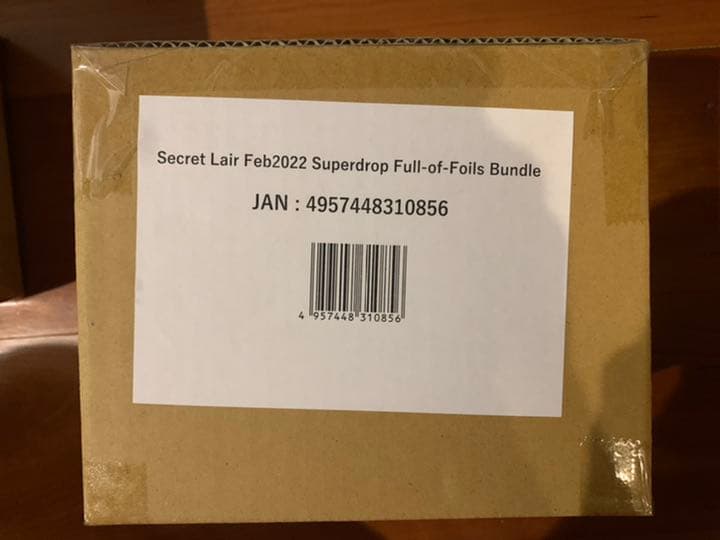 Secret Lair Feb2022 Superdrop Full-of-Foils Bundle
JAN : 4957448310856
4 957448 310856